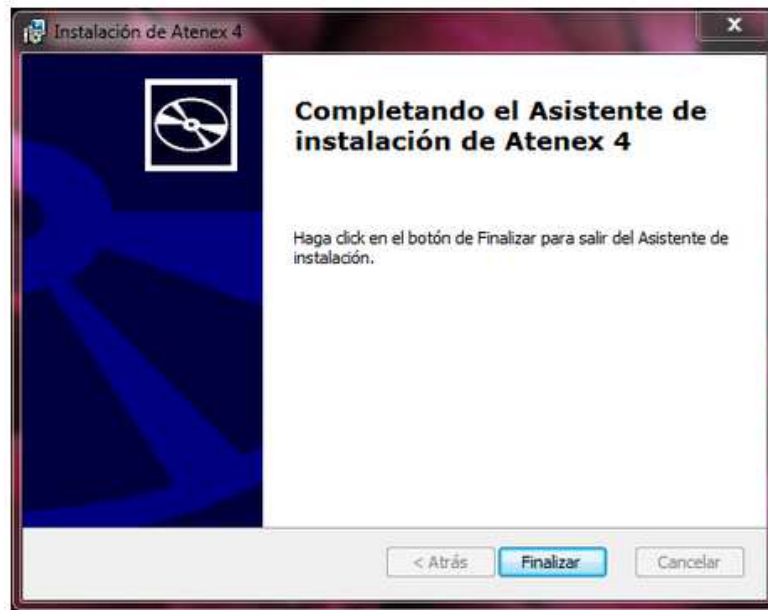 Instalación de Atenex 4
x
Completando el Asistente de
instalación de Atenex 4
Haga click en el botón de Finalizar para salir del Asistente de
instalación.
< Atrás
Finalizar
Cancelar